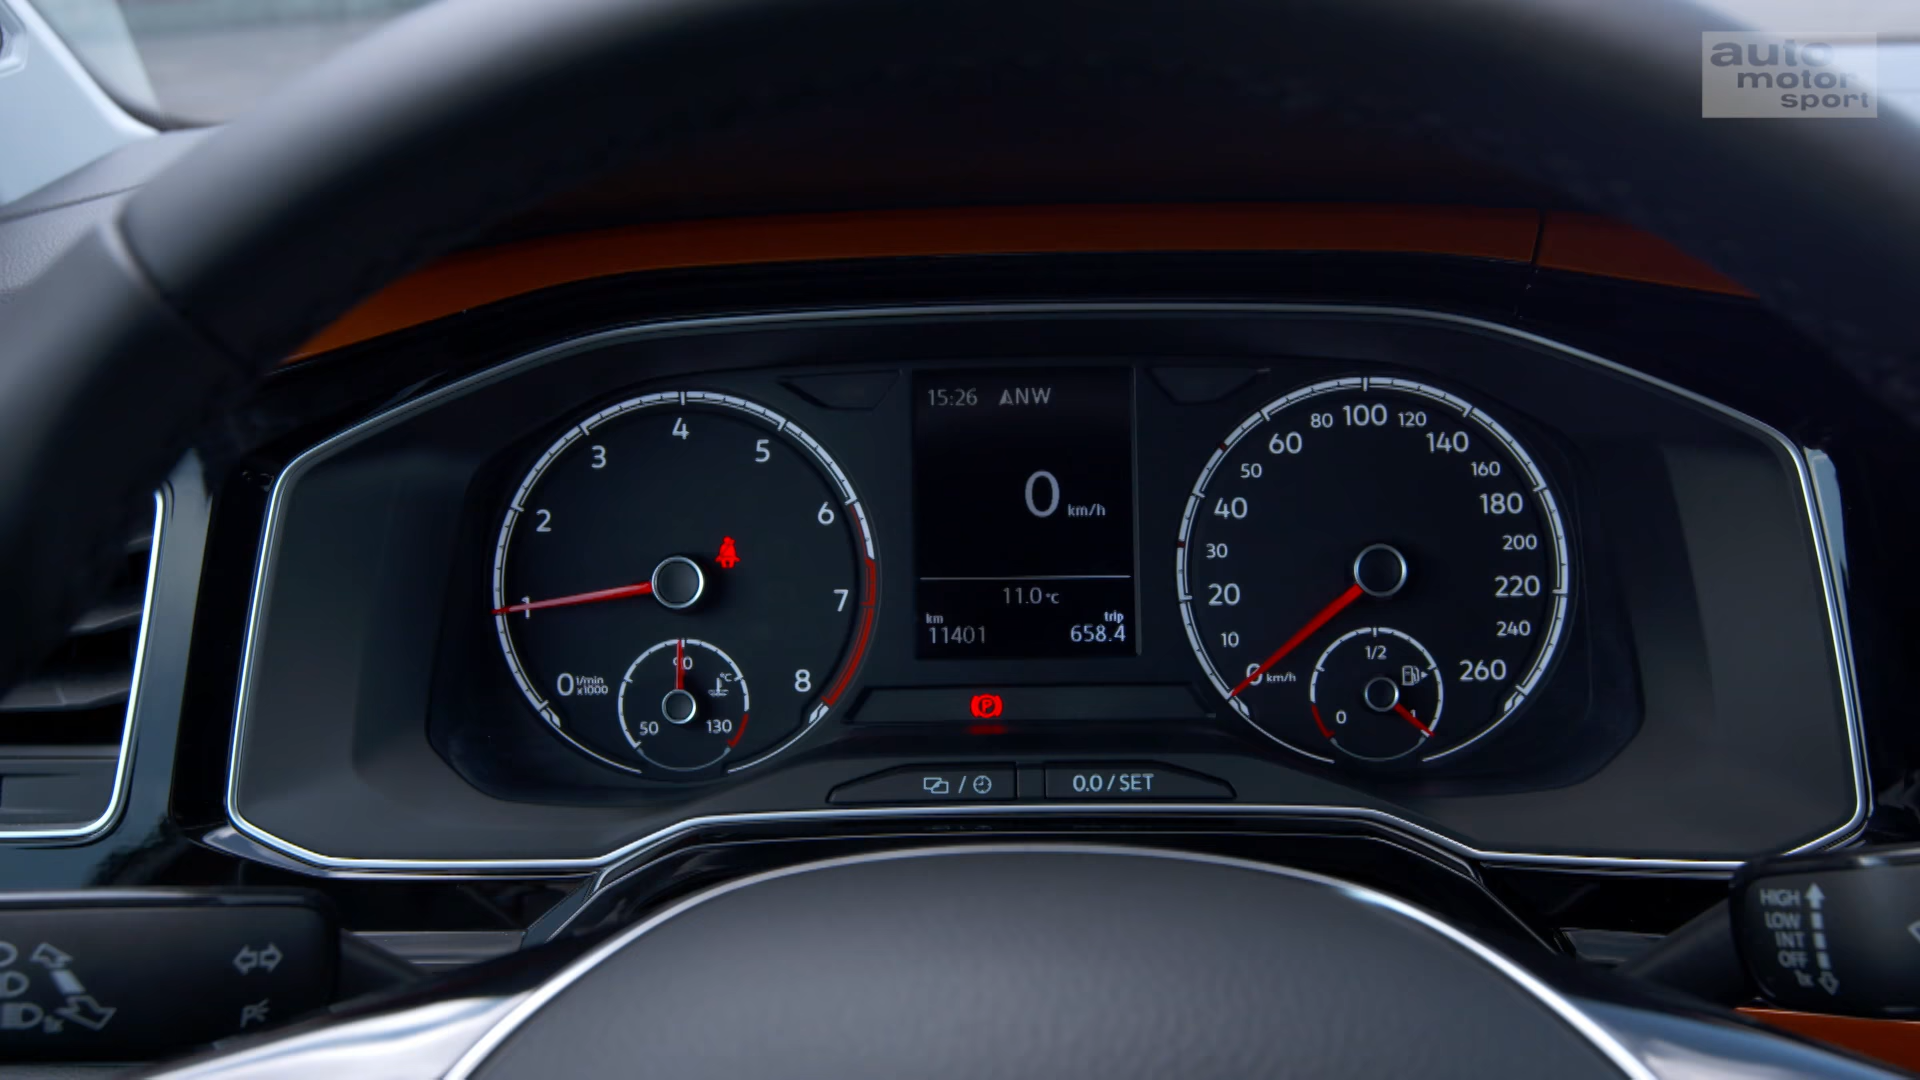 auto
motor
sport
15:26 NW
0 km/h
11.0 °C
km
11401
trip
658.4
0 1 2 3 4 5 6 7 8
l/min
x1000
50 90 130
°C
0 10 20 30 40 50 60 80 100 120 140 160 180 200 220 240 260
km/h
0 1/2 1
P
/
0.0 / SET
HIGH
LOW
INT
OFF
1x